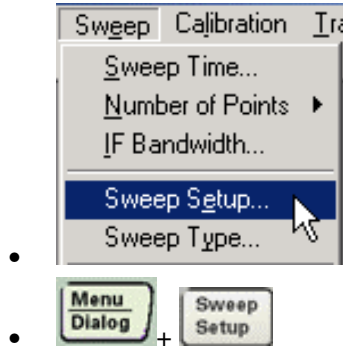 Sweep Calibration
Sweep Time...
Number of Points
IF Bandwidth...
Sweep Setup...
Sweep Type...
Menu
Dialog + Sweep
Setup